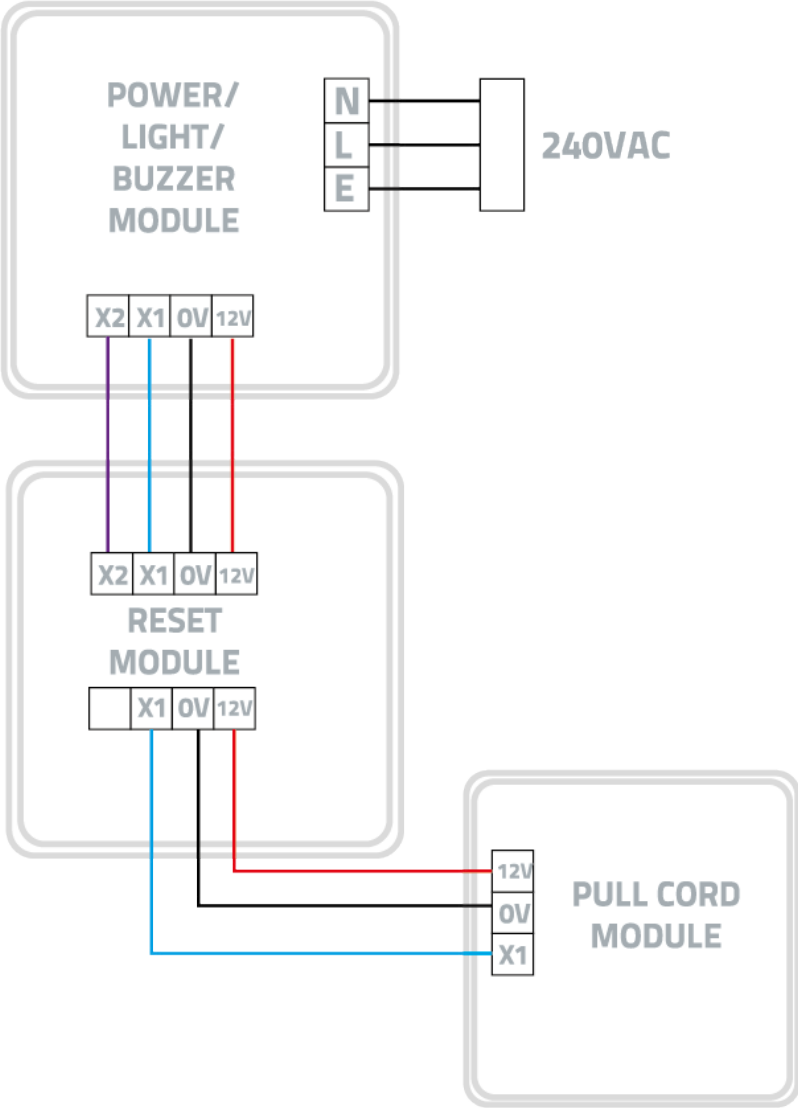 POWER/
LIGHT/
BUZZER
MODULE
N
L
E
240VAC
X2 X1 0V 12V
X2 X1 0V 12V
RESET
MODULE
X1 0V 12V
12V
0V
X1
PULL CORD
MODULE